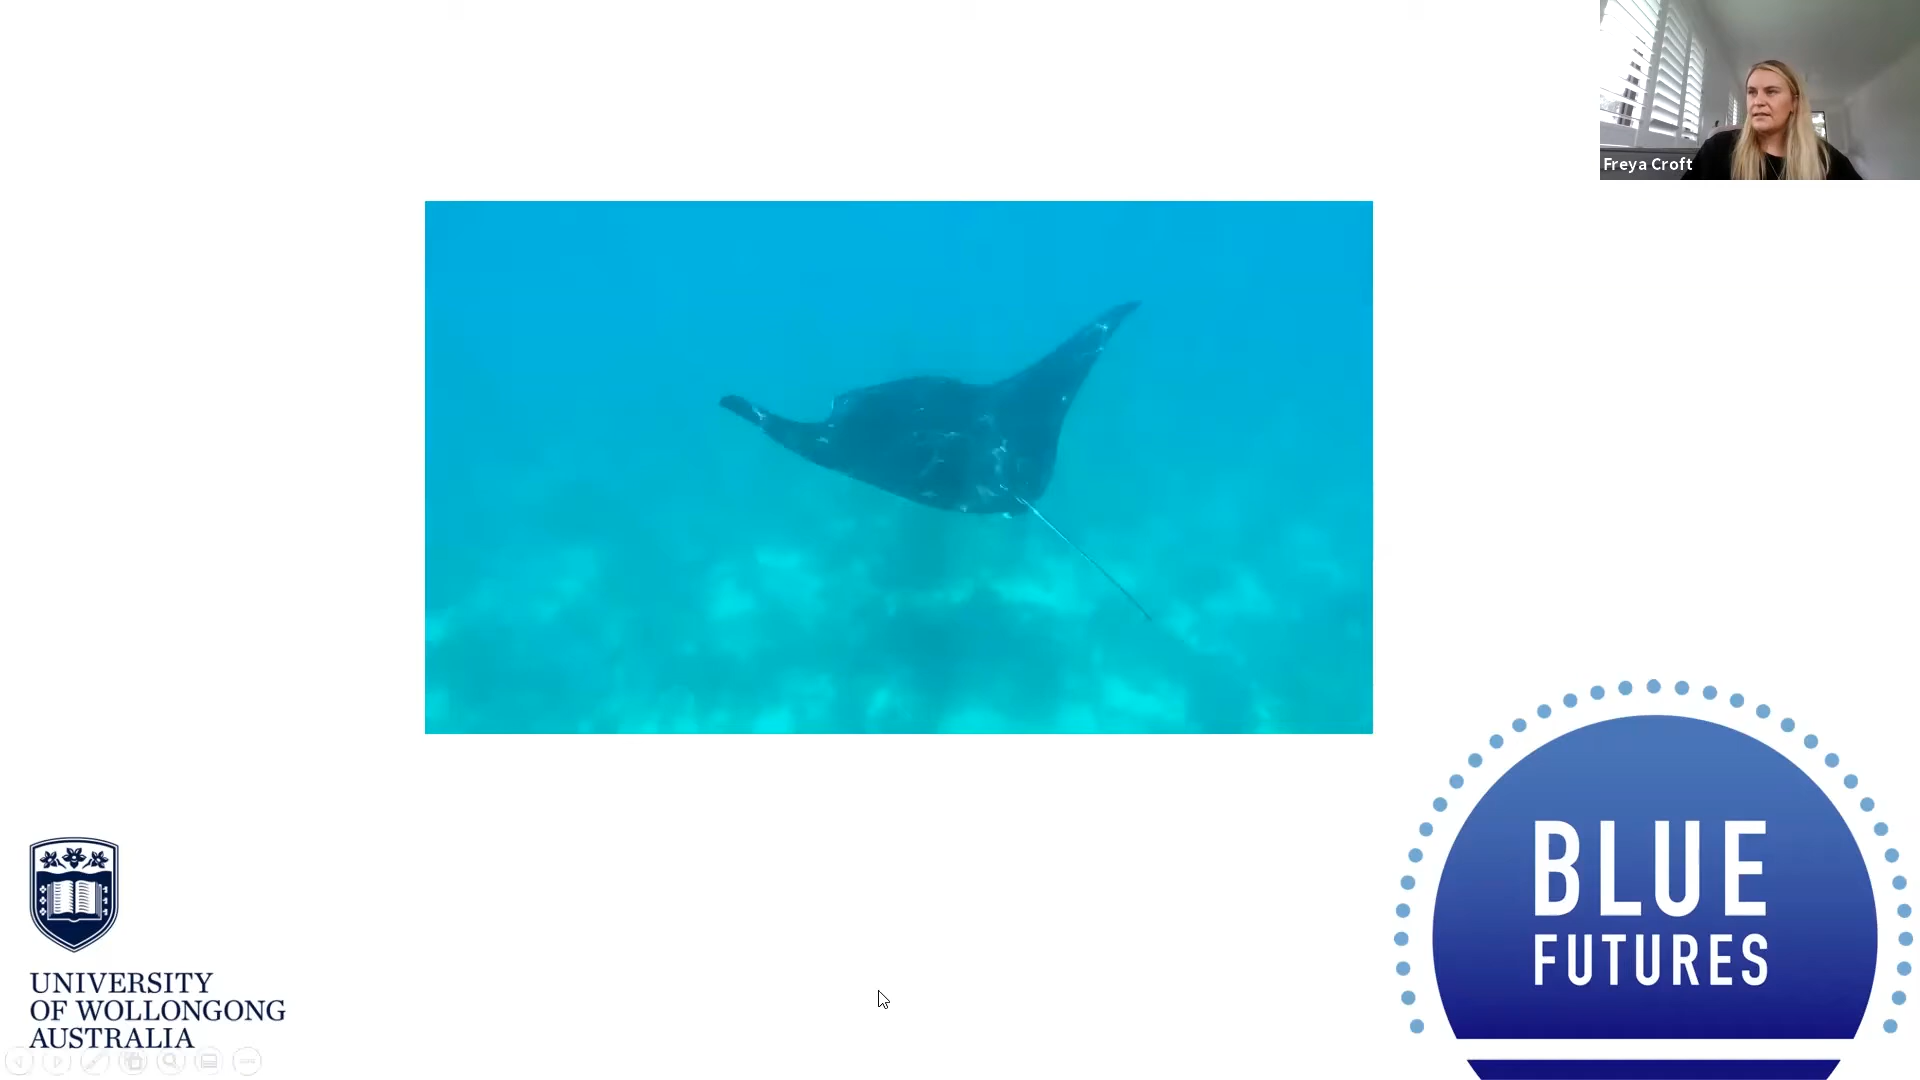 Freya Croft
BLUE
FUTURES
UNIVERSITY
OF WOLLONGONG
AUSTRALIA